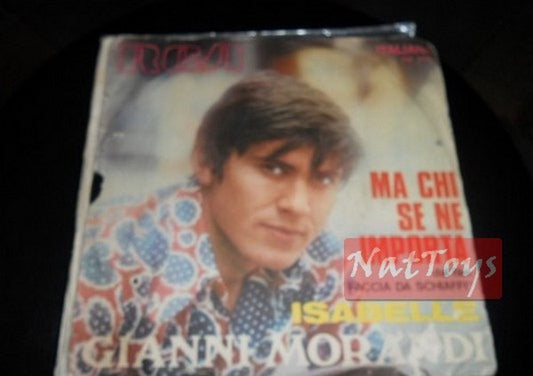 RCA
ITALIANA
MA CHI
SE NE
IMPORTA
NatToys
FACCIA DA SCHIAFFI
ISABELLE
GIANNI MORANDI